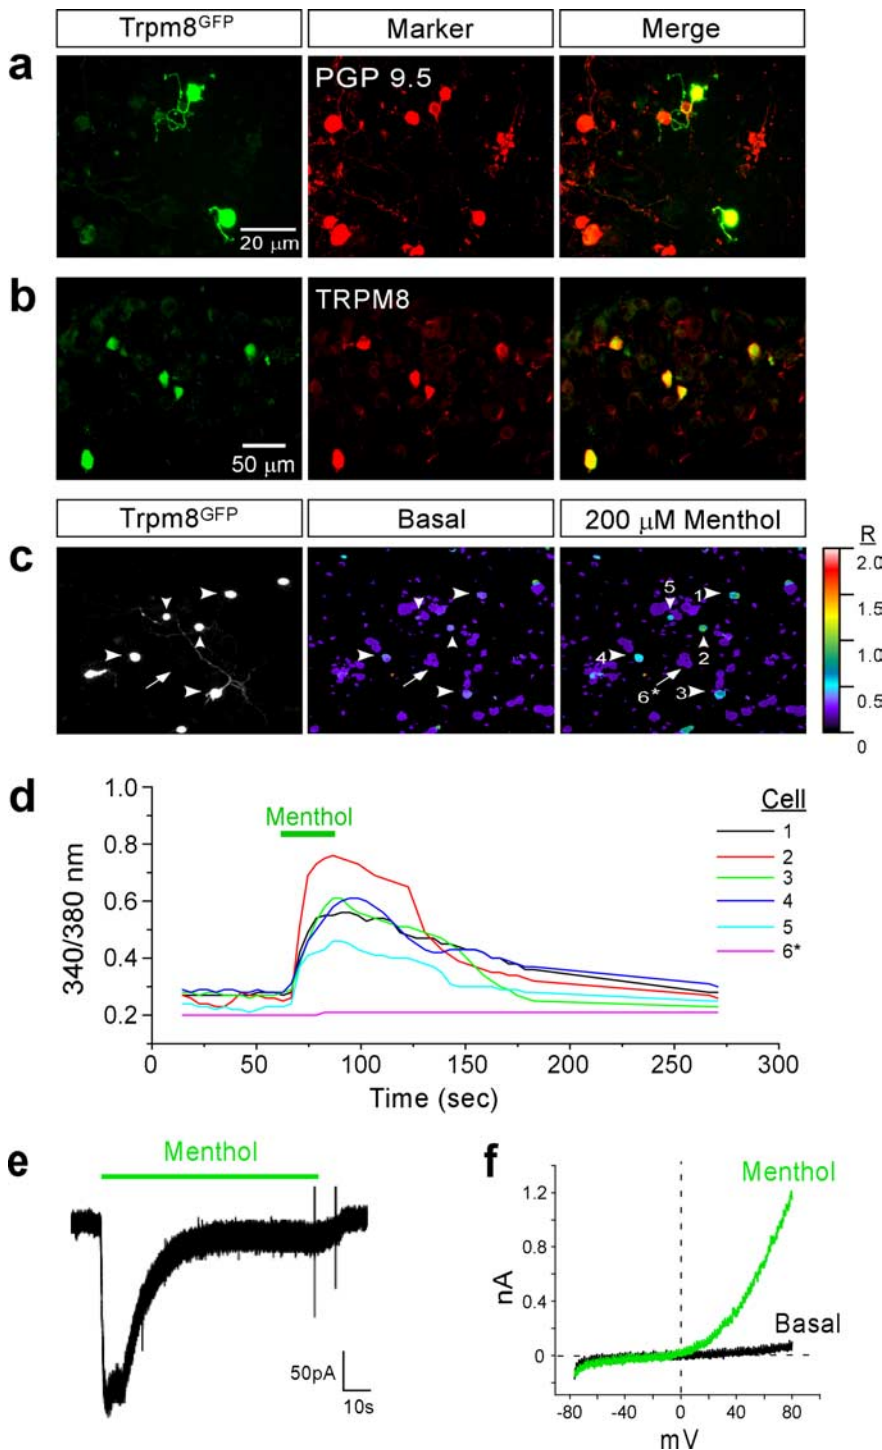 Trpm8GFP Marker Merge
a
PGP 9.5
20 μm
b
TRPM8
50 μm
Trpm8GFP Basal 200 μM Menthol R
c
5 1
4 2
6* 3
2.0
1.5
1.0
0.5
0
d
Menthol
Cell
1
2
3
4
5
6*
340/380 nm
1.0
0.8
0.6
0.4
0.2
0 50 100 150 200 250 300
Time (sec)
e
Menthol
50pA
10s
f
Menthol
Basal
nA
1.2
0.8
0.4
0
-80 -40 0 40 80
mV